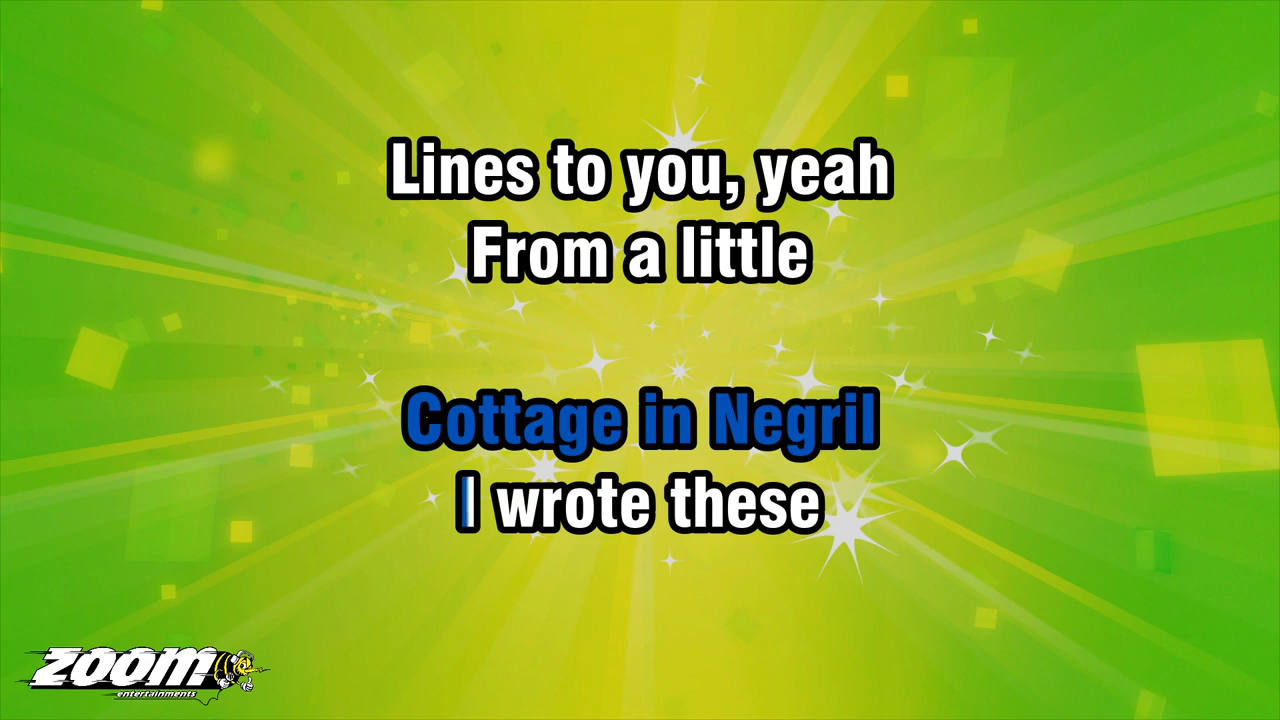 Lines to you, yeah
From a little
Cottage in Negril
I wrote these
ZOOM
entertainments